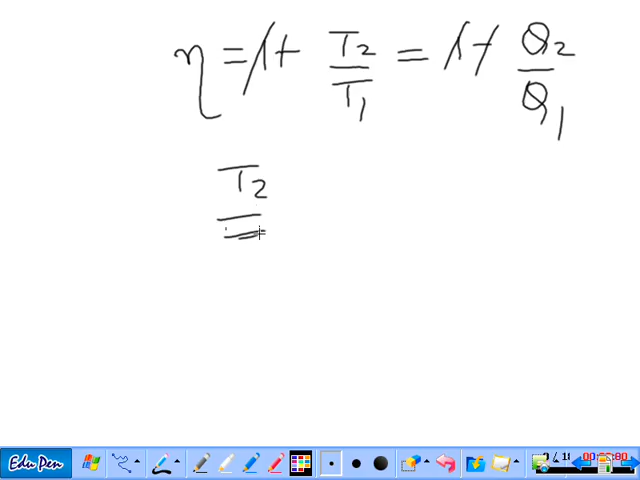 η = 1 - T2/T1 = 1 - Q2/Q1
T2
Edu Pen